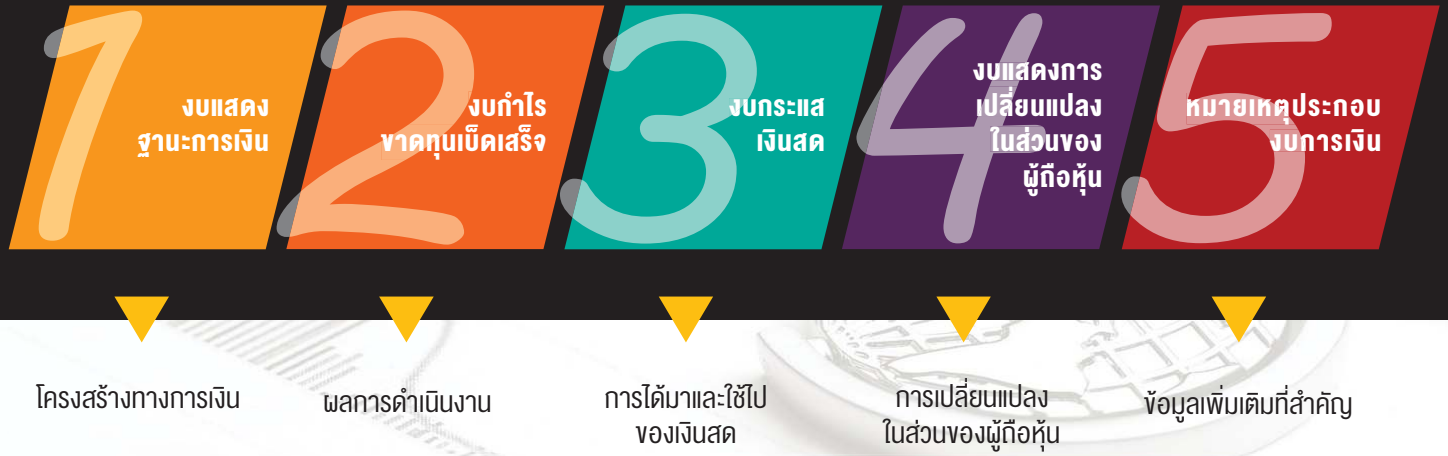 1
งบแสดง
ฐานะการเงิน
2
งบกำไร
ขาดทุนเบ็ดเสร็จ
3
งบกระแส
เงินสด
4
งบแสดงการ
เปลี่ยนแปลง
ในส่วนของ
ผู้ถือหุ้น
5
หมายเหตุประกอบ
งบการเงิน
โครงสร้างทางการเงิน
ผลการดำเนินงาน
การได้มาและใช้ไป
ของเงินสด
การเปลี่ยนแปลง
ในส่วนของผู้ถือหุ้น
ข้อมูลเพิ่มเติมที่สำคัญ